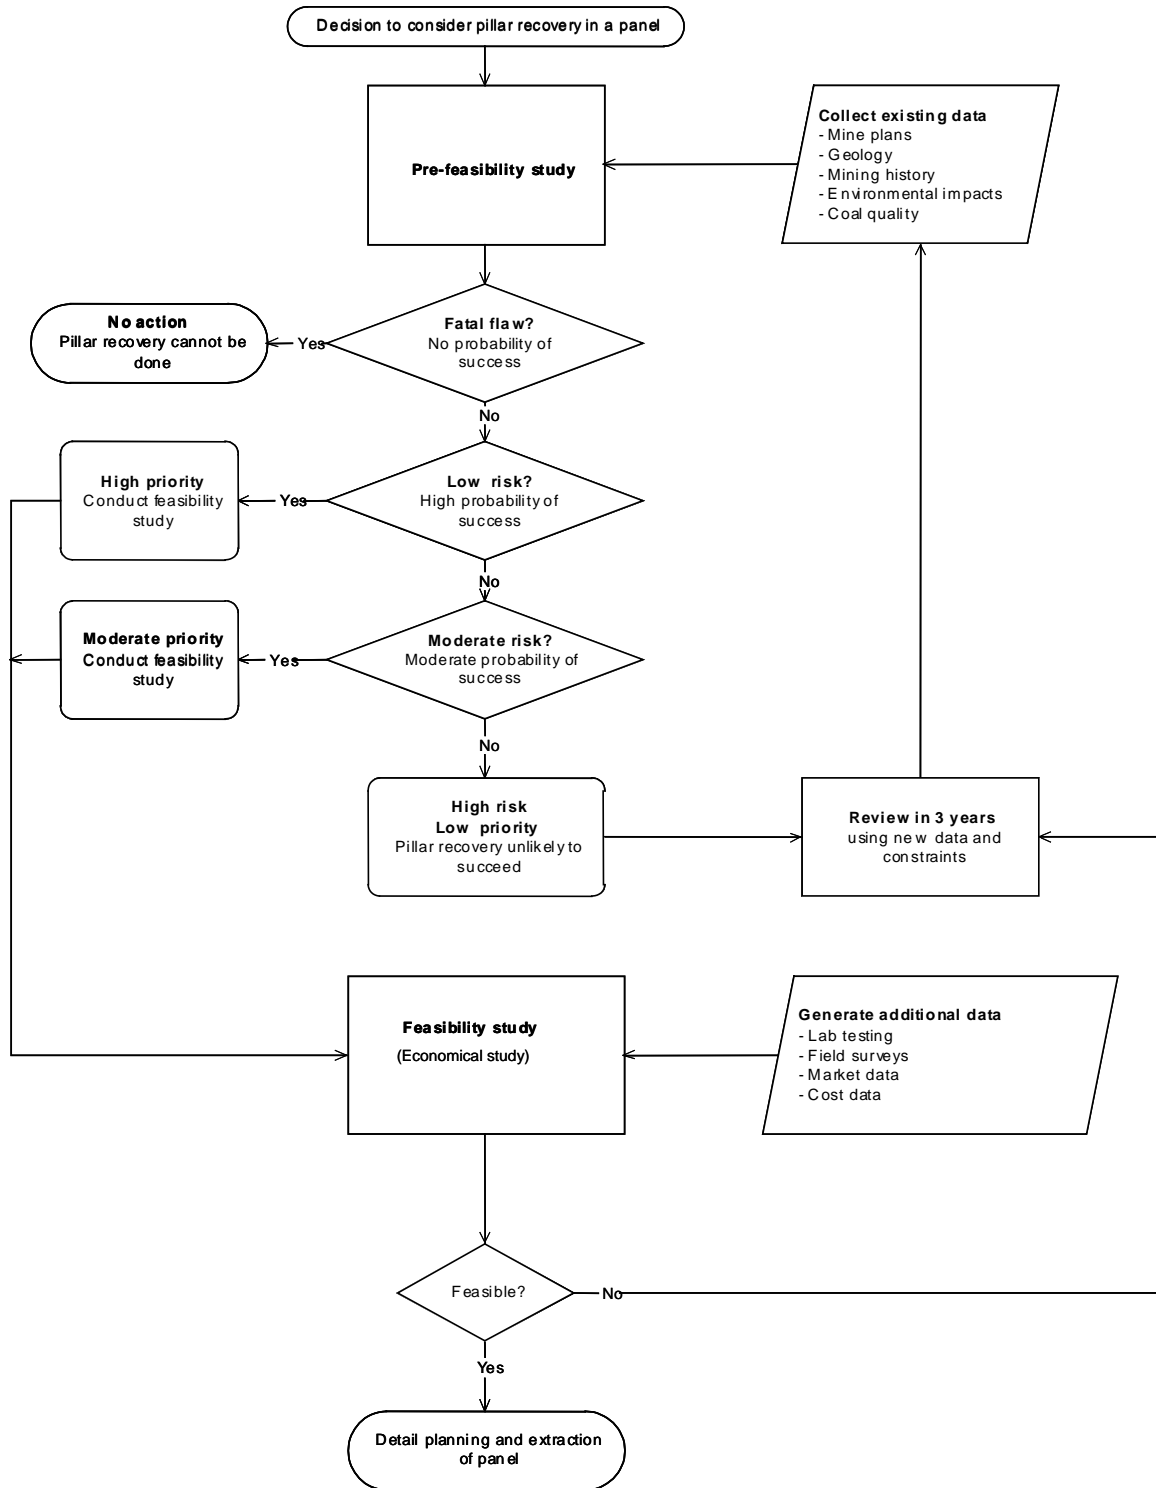 Decision to consider pillar recovery in a panel
Collect existing data
- Mine plans
- Geology
- Mining history
- Environmental impacts
- Coal quality
Pre-feasibility study
Fatal flaw?
No probability of
success
Yes
No action
Pillar recovery cannot be
done
No
Low risk?
High probability of
success
Yes
High priority
Conduct feasibility
study
No
Moderate risk?
Moderate probability of
success
Yes
Moderate priority
Conduct feasibility
study
No
High risk
Low priority
Pillar recovery unlikely to
succeed
Review in 3 years
using new data and
constraints
Feasibility study
(Economical study)
Generate additional data
- Lab testing
- Field surveys
- Market data
- Cost data
Feasible?
No
Yes
Detail planning and extraction
of panel